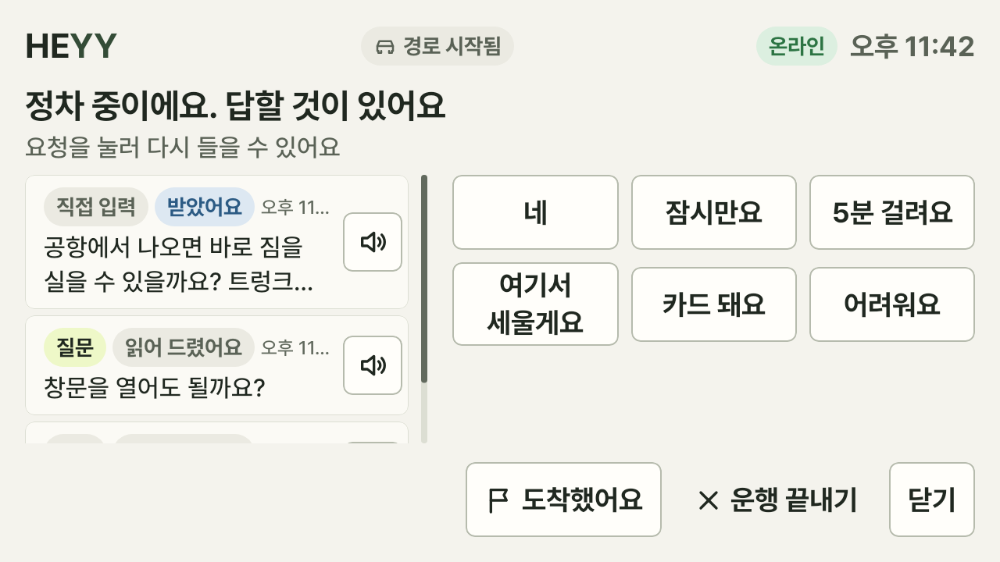 HEYY
경로 시작됨
온라인
오후 11:42
정차 중이에요. 답할 것이 있어요
요청을 눌러 다시 들을 수 있어요
직접 입력
받았어요
오후 11...
공항에서 나오면 바로 짐을
실을 수 있을까요? 트렁크...
질문
읽어 드렸어요
오후 11...
창문을 열어도 될까요?
네
잠시만요
5분 걸려요
여기서
세울게요
카드 돼요
어려워요
도착했어요
운행 끝내기
닫기